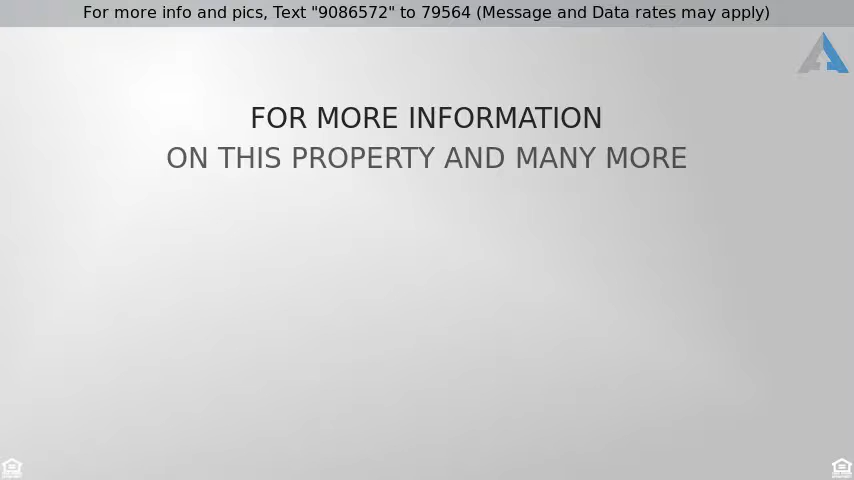 For more info and pics, Text "9086572" to 79564 (Message and Data rates may apply)
FOR MORE INFORMATION
ON THIS PROPERTY AND MANY MORE